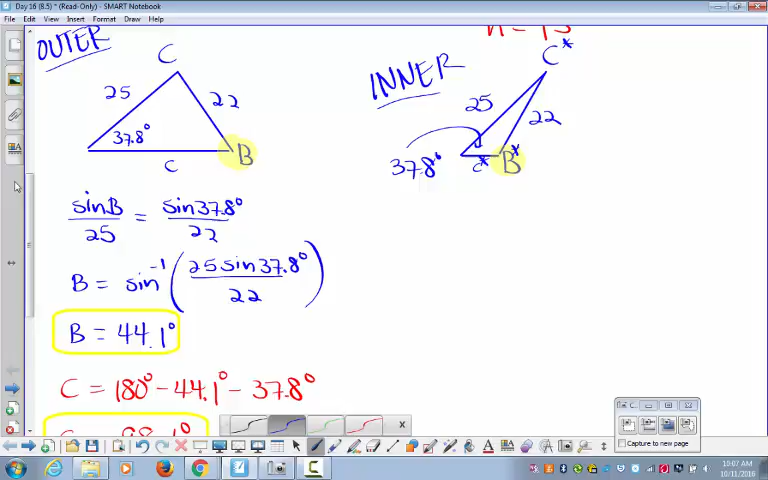 Day 16 (8.5)* (Read-Only)
File Edit View Insert Format Draw Help
OUTER
C
25
22
37.8°
B
c
INNER
C*
25
22
37.8°
c*
B*
sinB / 25 = sin37.8° / 22
B = sin⁻¹ ( 25sin37.8° / 22 )
B = 44.1°
C = 180° - 44.1° - 37.8°
Capture to new page
10:07 AM
10/11/2016